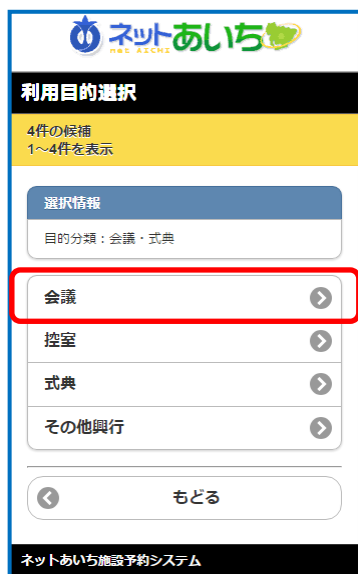 ネットあいち
net AICHI
利用目的選択
4件の候補
1～4件を表示
選択情報
目的分類：会議・式典
会議
控室
式典
その他興行
もどる
ネットあいち施設予約システム